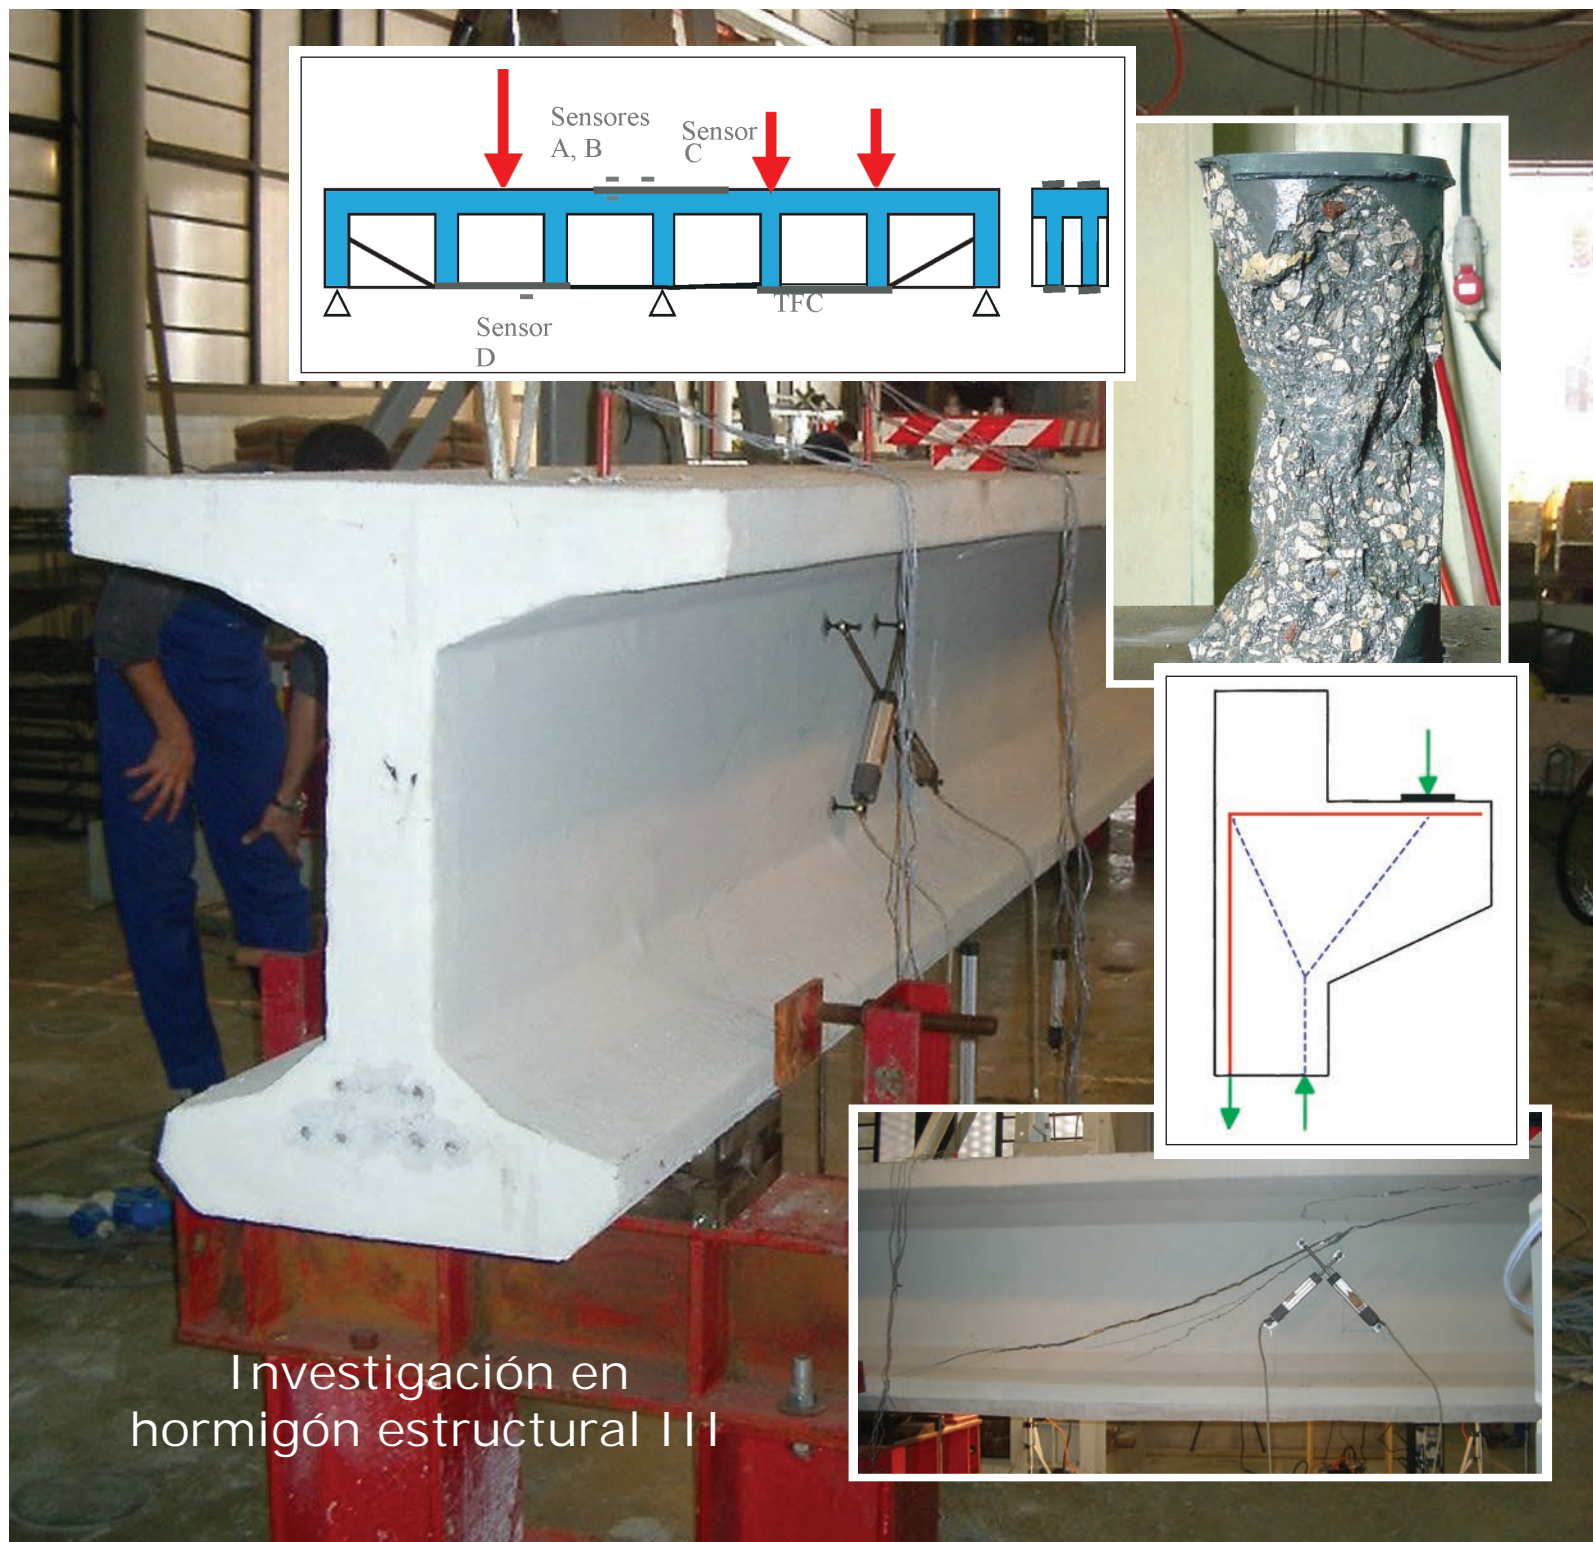 Sensores
A, B
Sensor
C
TFC
Sensor
D
Investigación en
hormigón estructural III